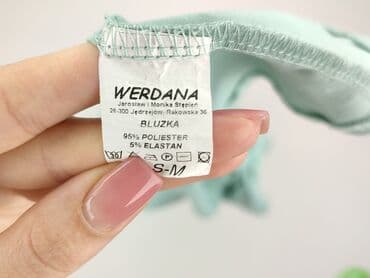 WERDANA
Jarosław i Monika Stępień
28-300 Jędrzejów, Rakowska 36
BLUZKA
95% POLIESTER
5% ELASTAN
S-M